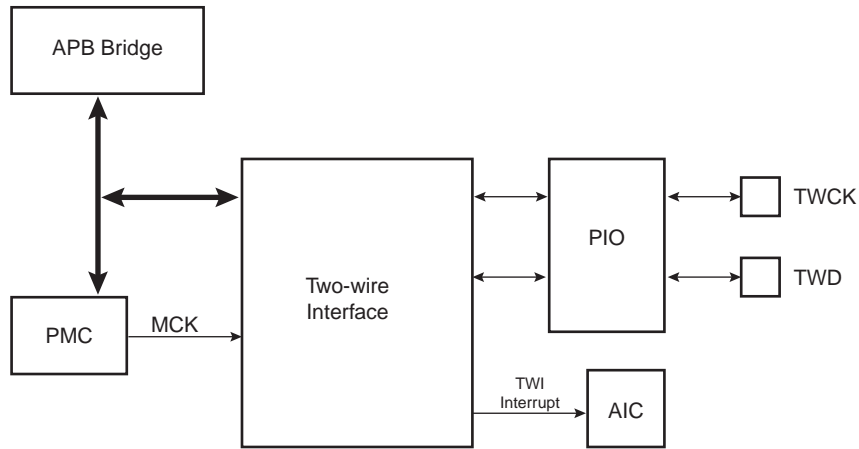 APB Bridge
TWCK
PIO
Two-wire
Interface
TWD
MCK
PMC
TWI
Interrupt
AIC